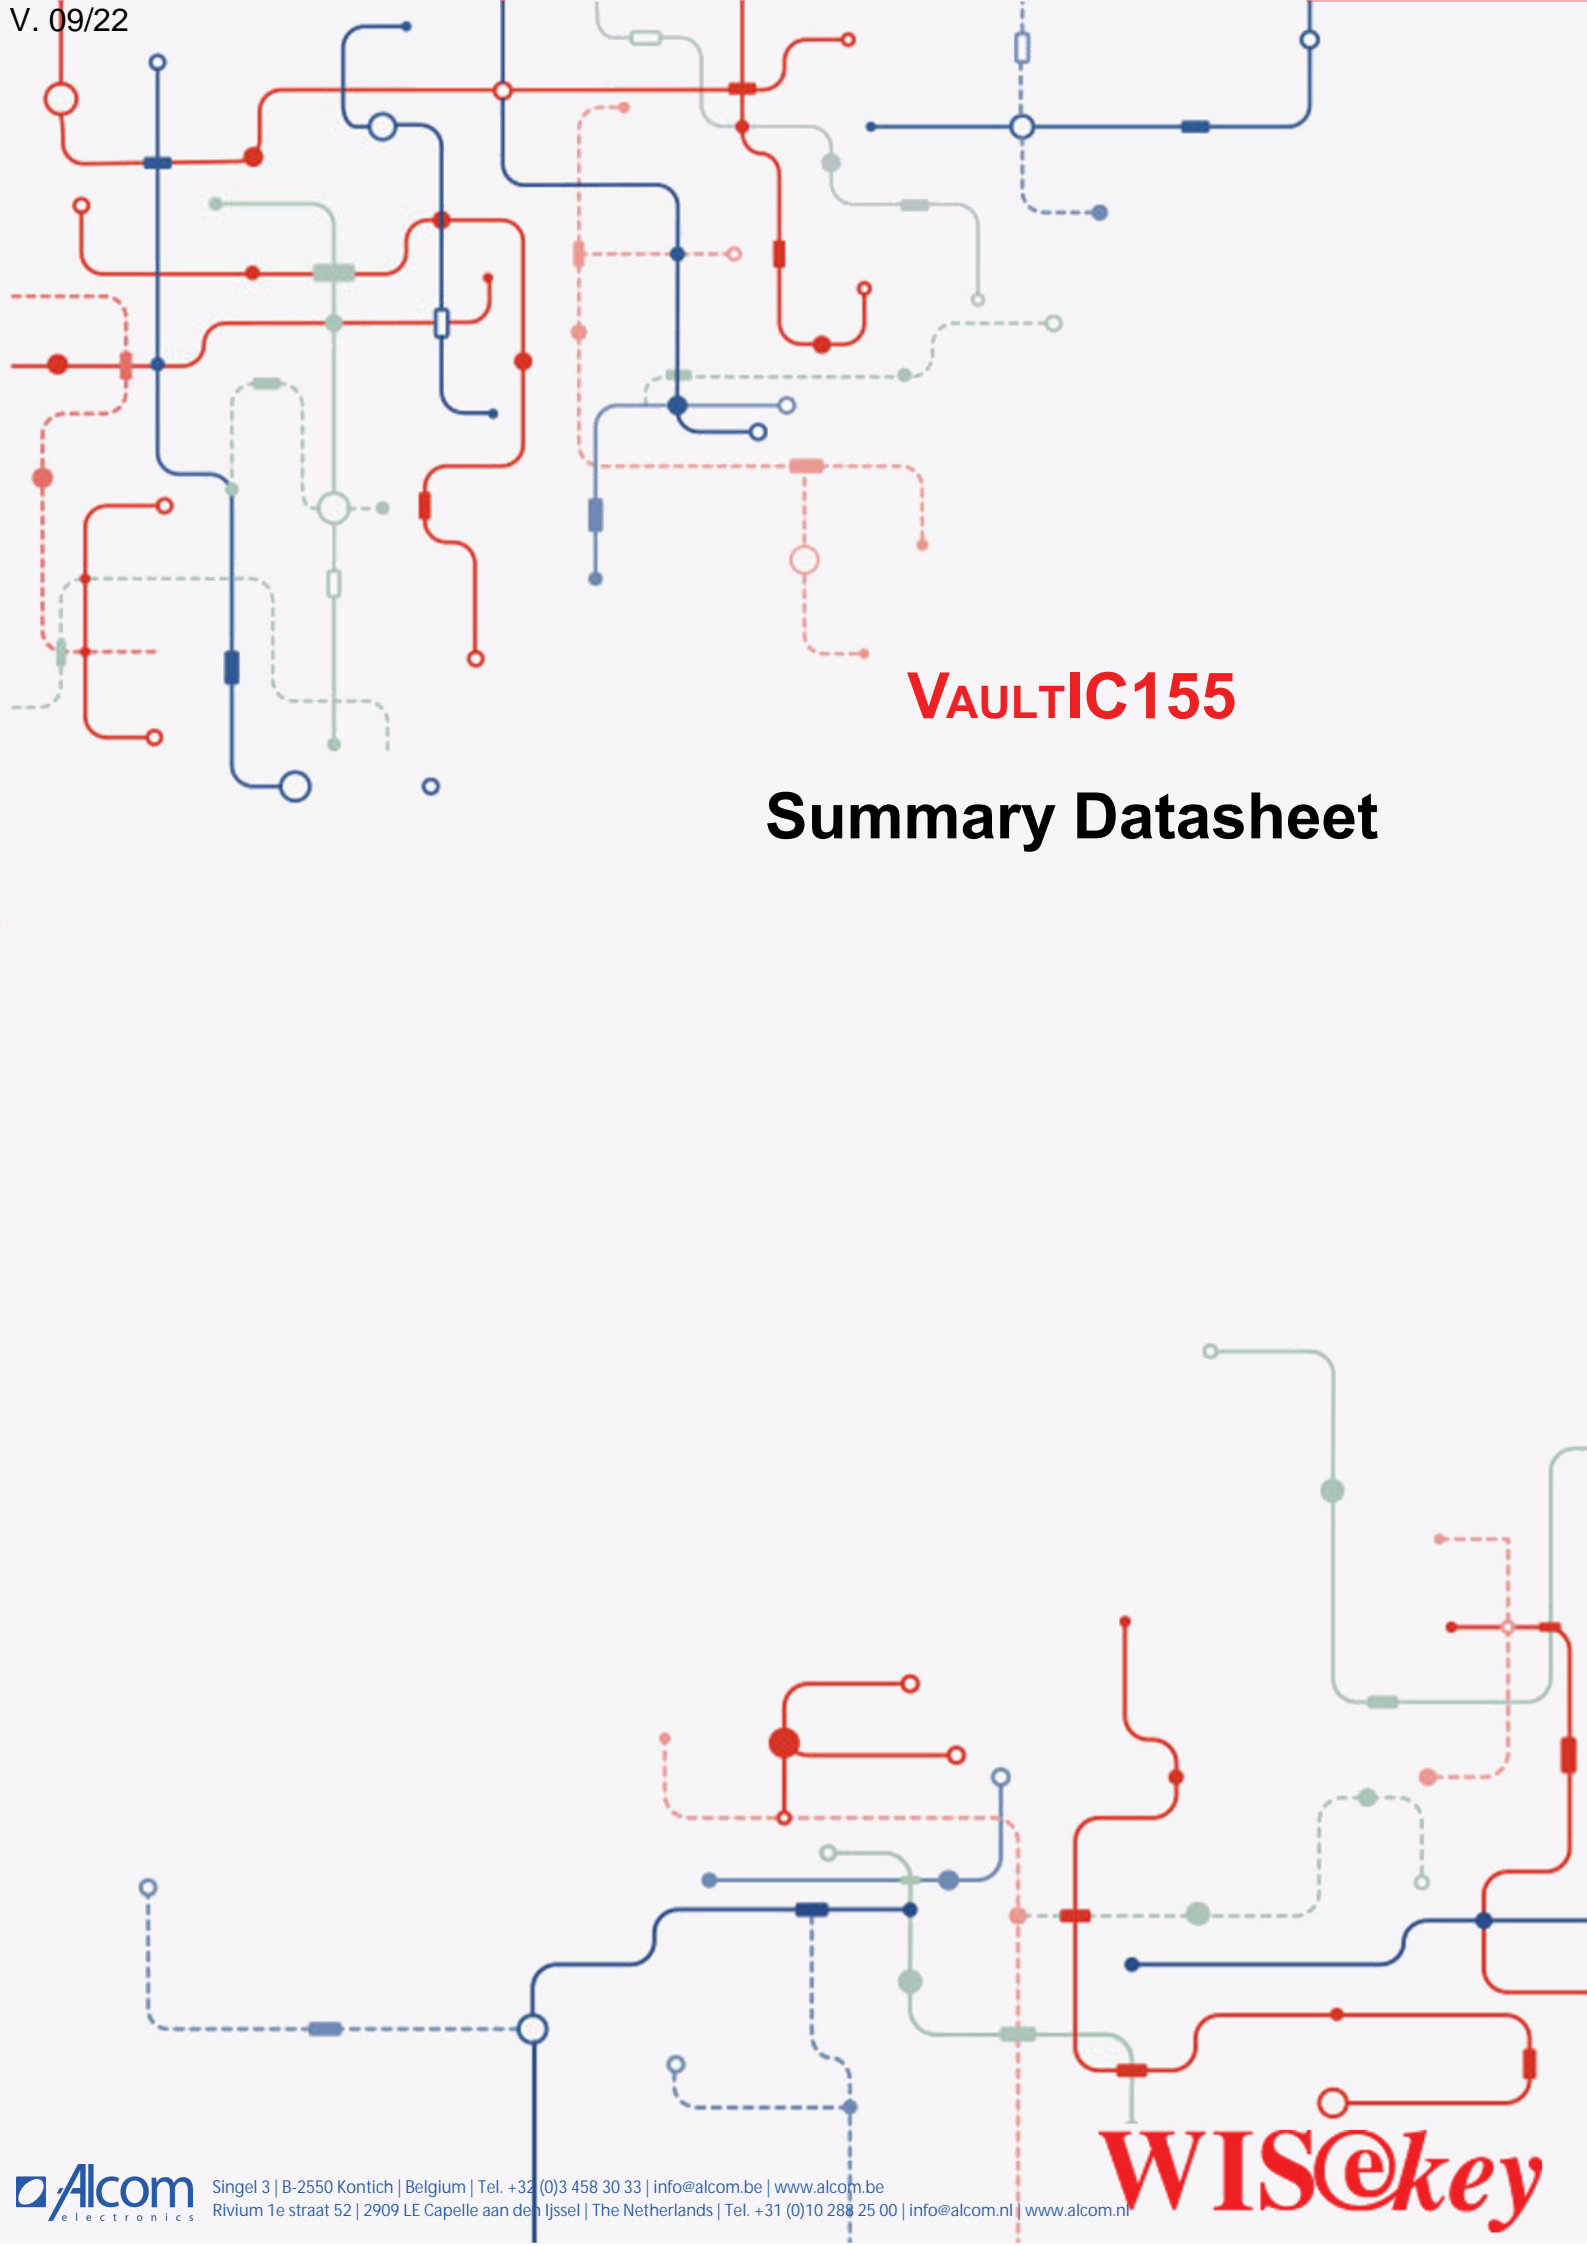 V. 09/22
VAULTIC155
Summary Datasheet
Alcom
electronics
Singel 3 | B-2550 Kontich | Belgium | Tel. +32 (0)3 458 30 33 | info@alcom.be | www.alcom.be
Rivium 1e straat 52 | 2909 LE Capelle aan den Ijssel | The Netherlands | Tel. +31 (0)10 288 25 00 | info@alcom.nl | www.alcom.nl
WISekey